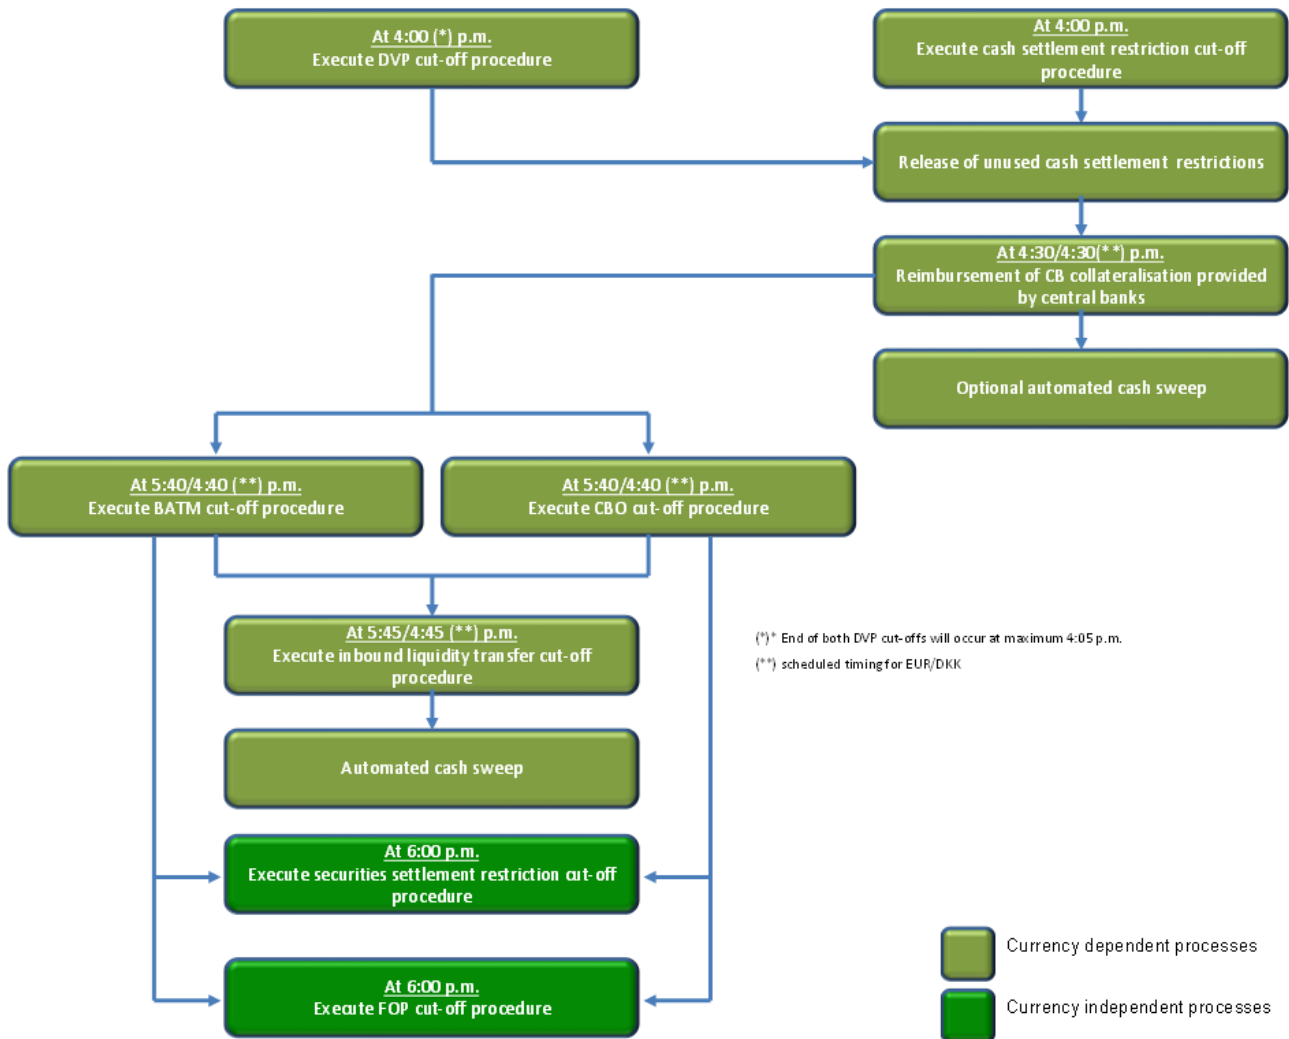 At 4:00 (*) p.m.
Execute DVP cut-off procedure
At 4:00 p.m.
Execute cash settlement restriction cut-off
procedure
Release of unused cash settlement restrictions
At 4:30/4:30(**) p.m.
Reimbursement of CB collateralisation provided
by central banks
Optional automated cash sweep
At 5:40/4:40 (**) p.m.
Execute BATM cut-off procedure
At 5:40/4:40 (**) p.m.
Execute CBO cut-off procedure
At 5:45/4:45 (**) p.m.
Execute inbound liquidity transfer cut-off
procedure
(*)* End of both DVP cut-offs will occur at maximum 4:05 p.m.
(**) scheduled timing for EUR/DKK
Automated cash sweep
At 6:00 p.m.
Execute securities settlement restriction cut-off
procedure
At 6:00 p.m.
Execute FOP cut-off procedure
Currency dependent processes
Currency independent processes